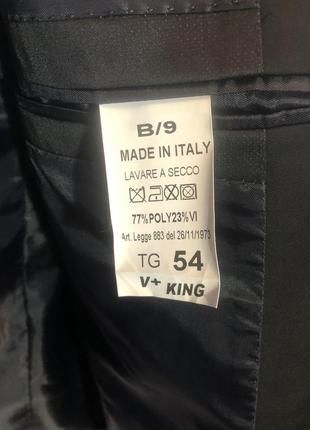 B/9
MADE IN ITALY
LAVARE A SECCO
77%POLY23%VI
Art. Legge 883 del 26/11/1973
TG 54
V+ KING